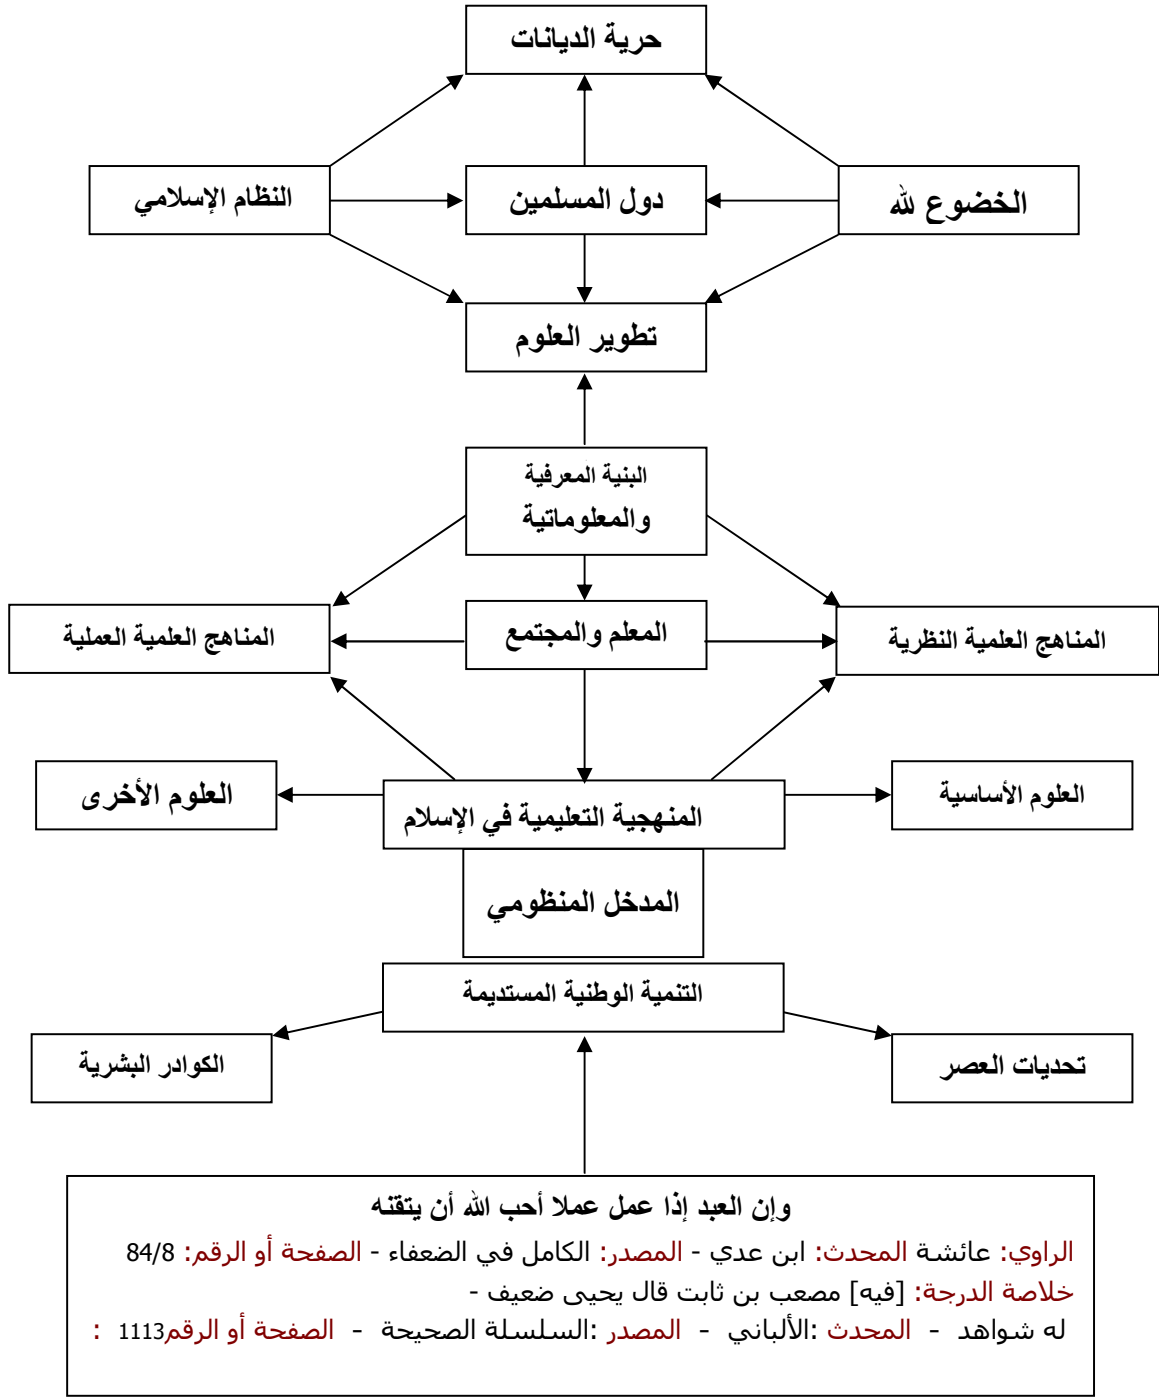 حرية الديانات
الخضوع لله
دول المسلمين
النظام الإسلامي
تطوير العلوم
البنية المعرفية
والمعلوماتية
المناهج العلمية النظرية
المعلم والمجتمع
المناهج العلمية العملية
العلوم الأساسية
المنهجية التعليمية في الإسلام
العلوم الأخرى
المدخل المنظومي
التنمية الوطنية المستديمة
تحديات العصر
الكوادر البشرية
وإن العبد إذا عمل عملا أحب الله أن يتقنه
الراوي: عائشة المحدث: ابن عدي - المصدر: الكامل في الضعفاء - الصفحة أو الرقم: 84/8
خلاصة الدرجة: [فيه] مصعب بن ثابت قال يحيى ضعيف -
له شواهد - المحدث :الألباني - المصدر :السلسلة الصحيحة - الصفحة أو الرقم1113 :